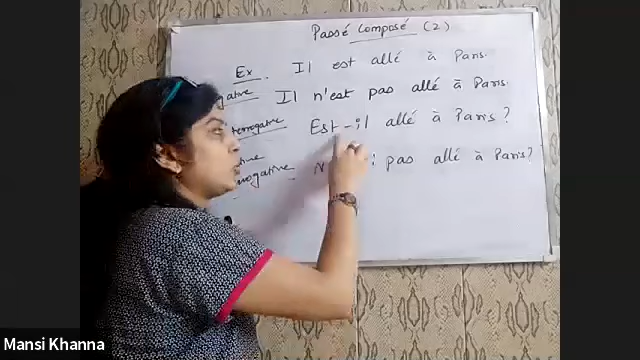 Passé Composé (2)
Ex. Il est allé à Paris.
Il n'est pas allé à Paris.
Est-il allé à Paris ?
pas allé à Paris?
Mansi Khanna